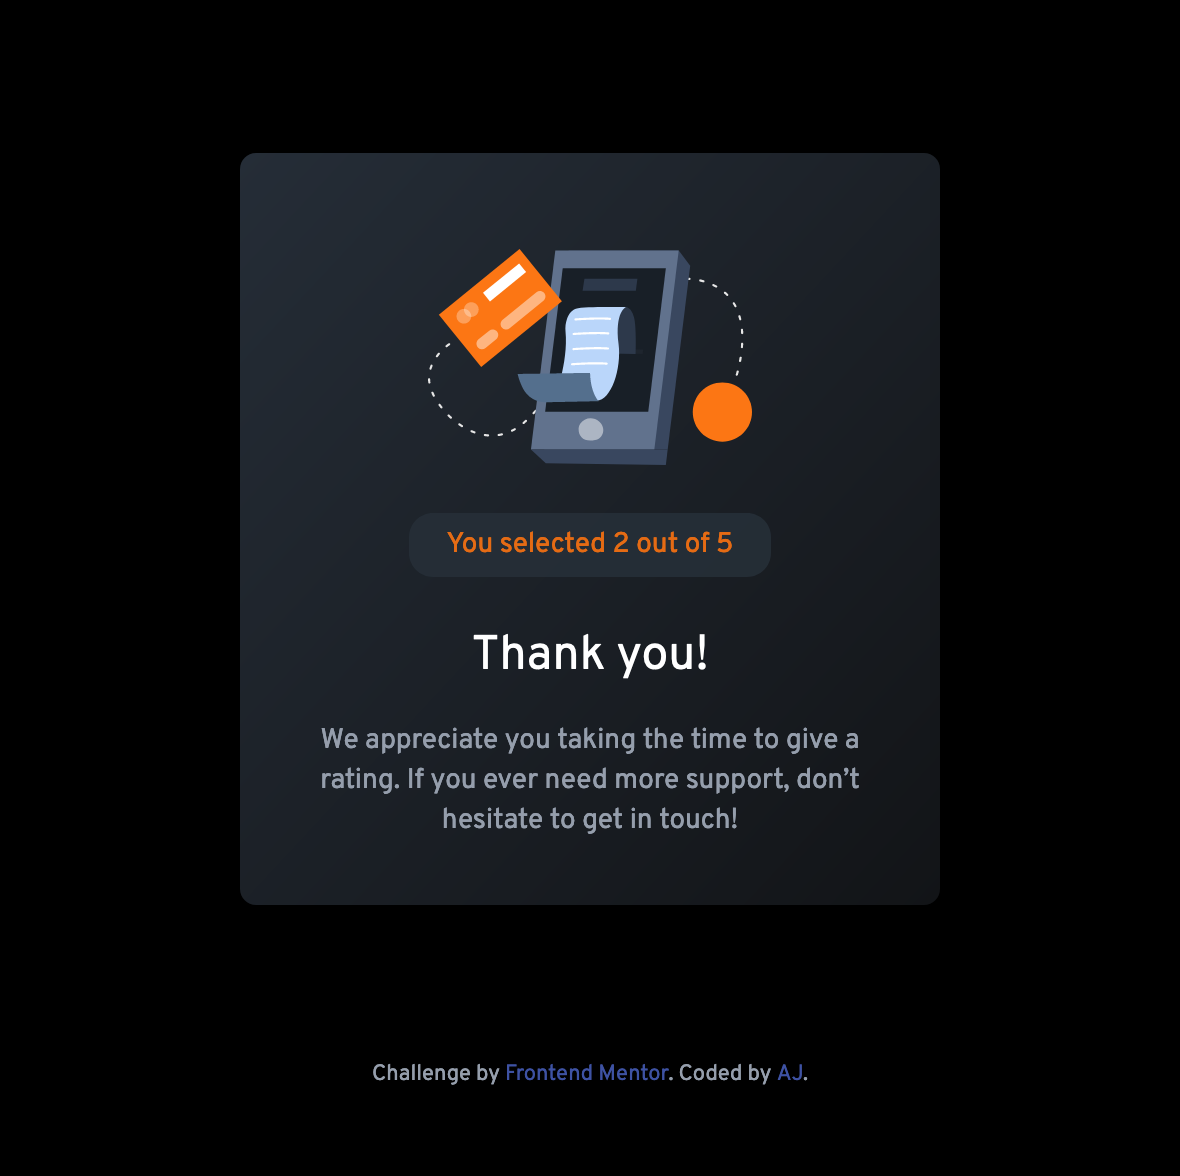 You selected 2 out of 5
Thank you!
We appreciate you taking the time to give a
rating. If you ever need more support, don’t
hesitate to get in touch!
Challenge by Frontend Mentor. Coded by AJ.